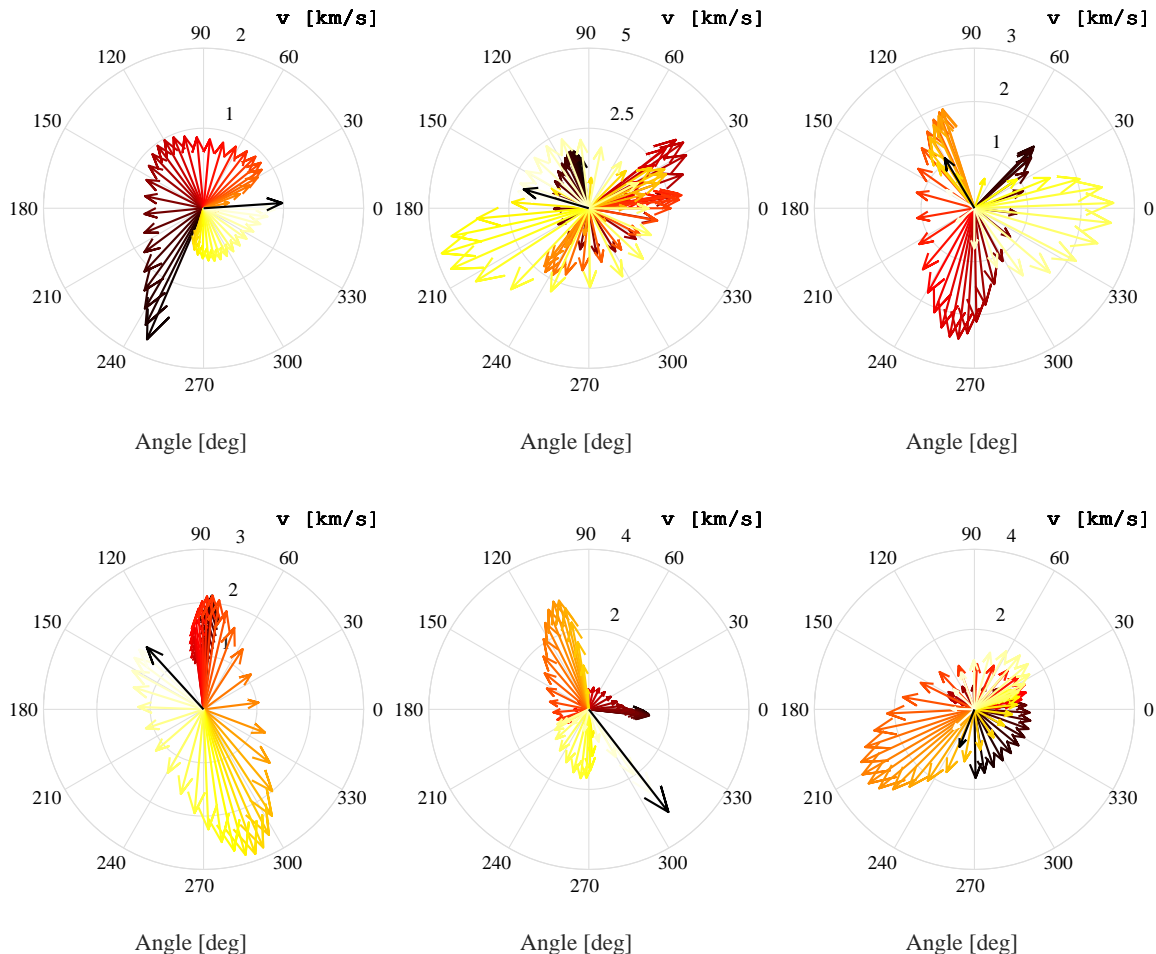 v [km/s] v [km/s] v [km/s]
90 2 90 5 90 3
120 60 120 60 120 60
2
1 2.5
150 30 150 30 150 1 30
180 0 180 0 180 0
210 330 210 330 210 330
240 300 240 300 240 300
270 270 270
Angle [deg] Angle [deg] Angle [deg]
v [km/s] v [km/s] v [km/s]
90 3 90 4 90 4
120 60 120 60 120 60
2
150 30 150 2 30 150 2 30
1
180 0 180 0 180 0
210 330 210 330 210 330
240 300 240 300 240 300
270 270 270
Angle [deg] Angle [deg] Angle [deg]